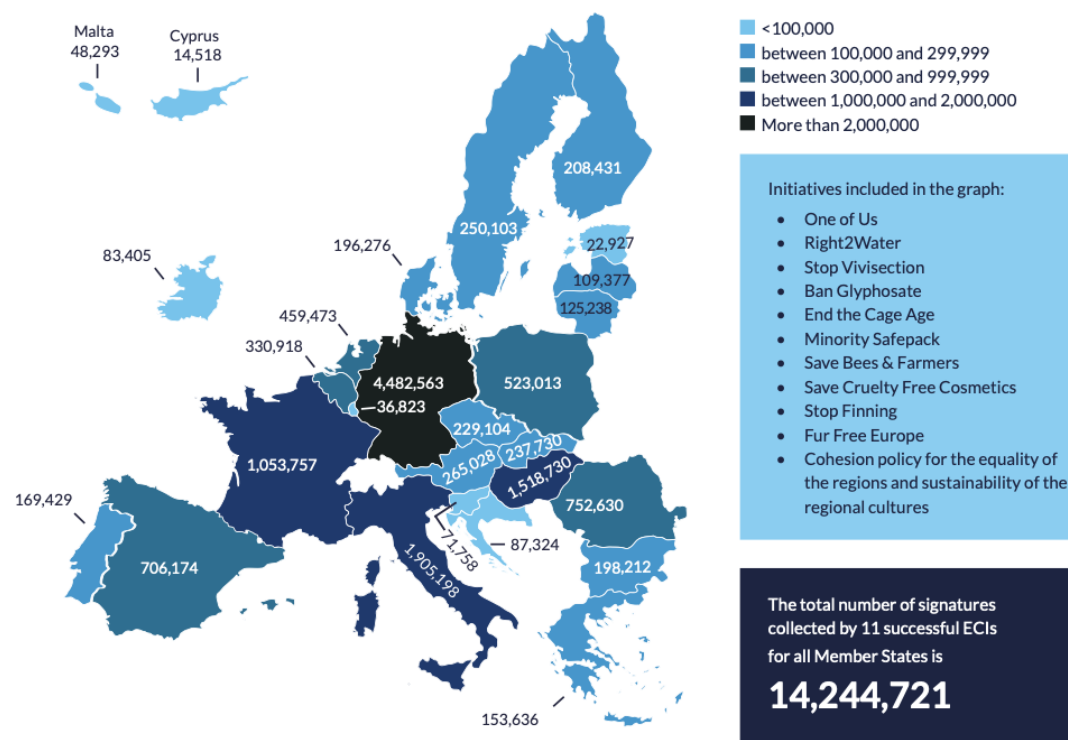 Malta
48,293
Cyprus
14,518
<100,000
between 100,000 and 299,999
between 300,000 and 999,999
between 1,000,000 and 2,000,000
More than 2,000,000
208,431
250,103
196,276
22,927
109,377
125,238
83,405
459,473
330,918
4,482,563
36,823
523,013
229,104
237,730
265,028
1,518,730
1,053,757
752,630
169,429
706,174
71,758
87,324
1,905,198
198,212
153,636
Initiatives included in the graph:
• One of Us
• Right2Water
• Stop Vivisection
• Ban Glyphosate
• End the Cage Age
• Minority Safepack
• Save Bees & Farmers
• Save Cruelty Free Cosmetics
• Stop Finning
• Fur Free Europe
• Cohesion policy for the equality of
the regions and sustainability of the
regional cultures
The total number of signatures
collected by 11 successful ECIs
for all Member States is
14,244,721